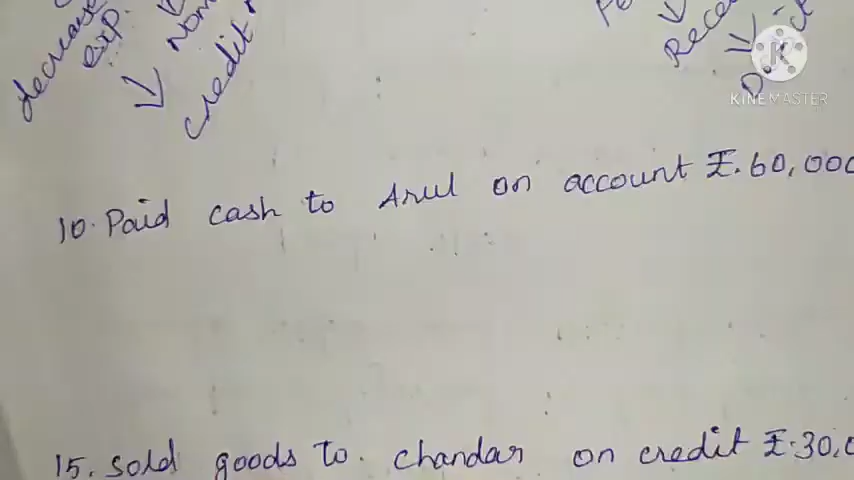 decrease
exp.
Nom
credit
Rece
KINEMASTER
10. Paid cash to Arul on account ₹. 60,000
15. Sold goods to. Chandar on credit ₹. 30,0